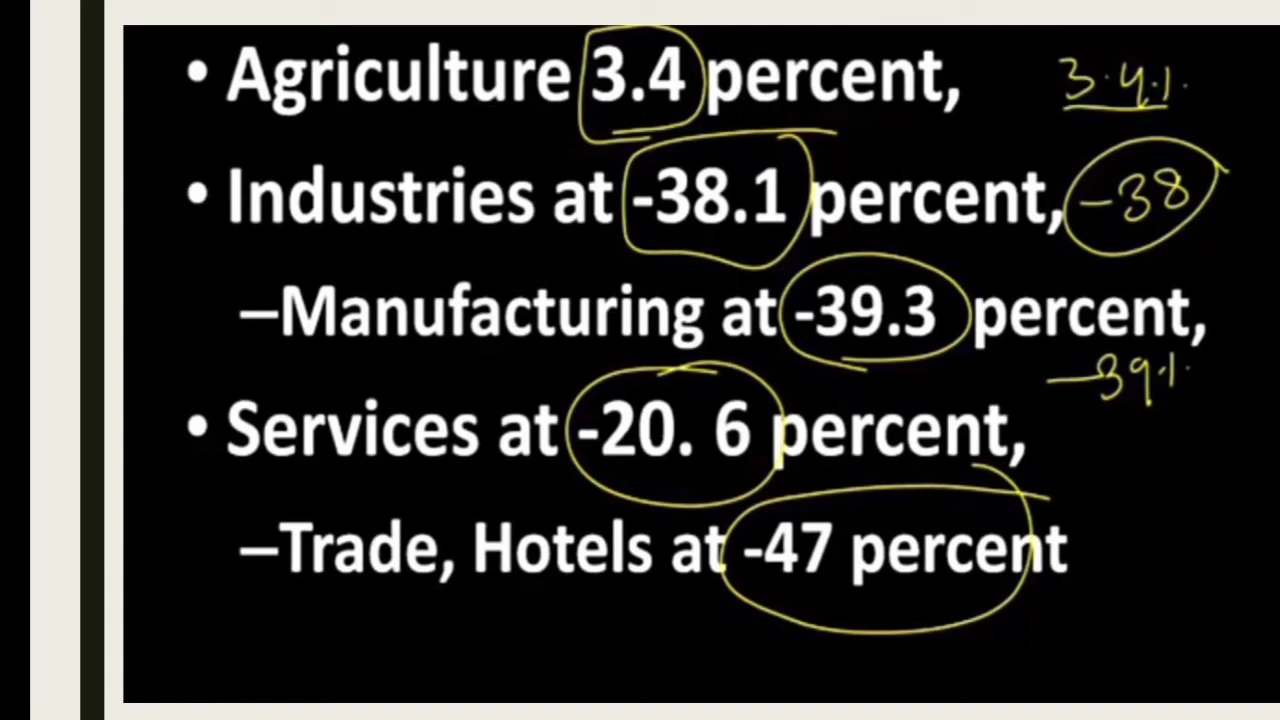 • Agriculture 3.4 percent, 3.4%
• Industries at -38.1 percent, -38
–Manufacturing at -39.3 percent,
-39%
• Services at -20. 6 percent,
–Trade, Hotels at -47 percent